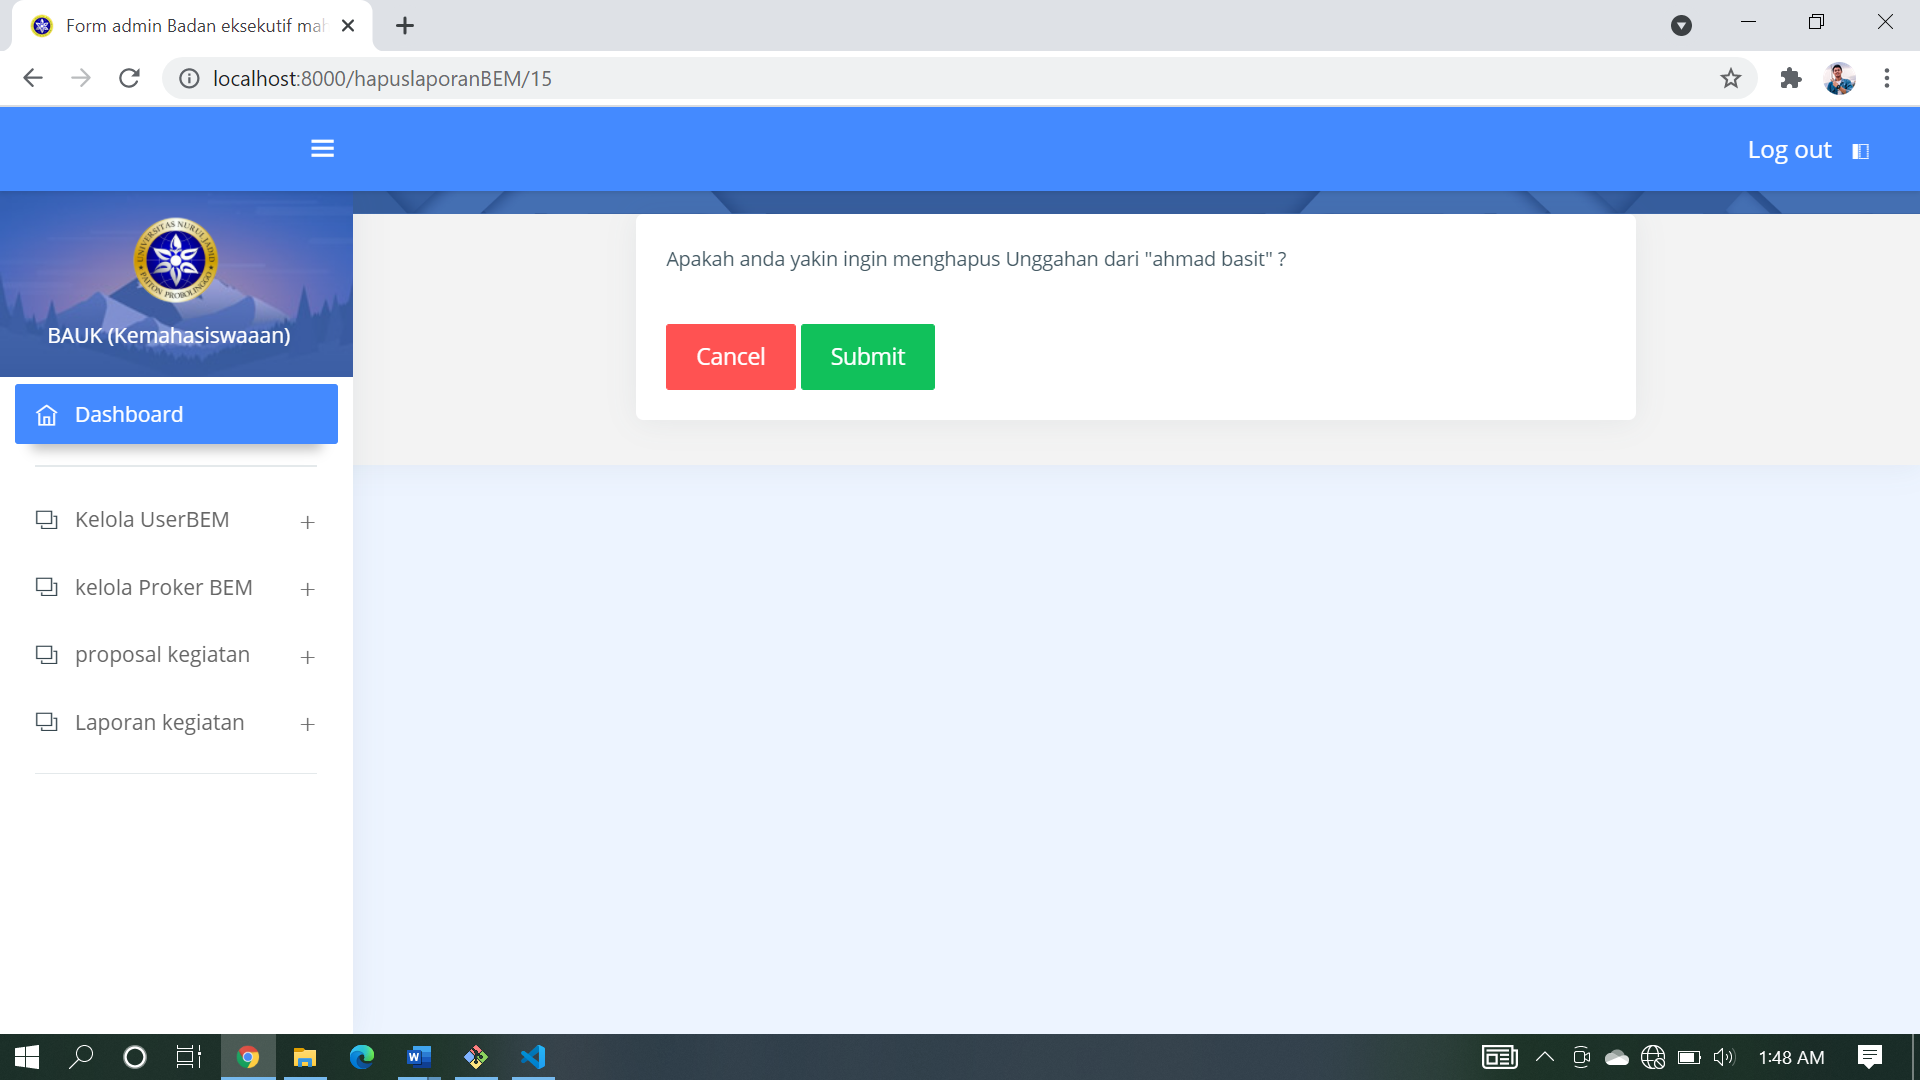 Form admin Badan eksekutif mah
localhost:8000/hapuslaporanBEM/15
Log out
UNIVERSITAS NURUL JADID
PAITON PROBOLINGGO
BAUK (Kemahasiswaaan)
Apakah anda yakin ingin menghapus Unggahan dari "ahmad basit" ?
Cancel Submit
Dashboard
Kelola UserBEM
kelola Proker BEM
proposal kegiatan
Laporan kegiatan
1:48 AM